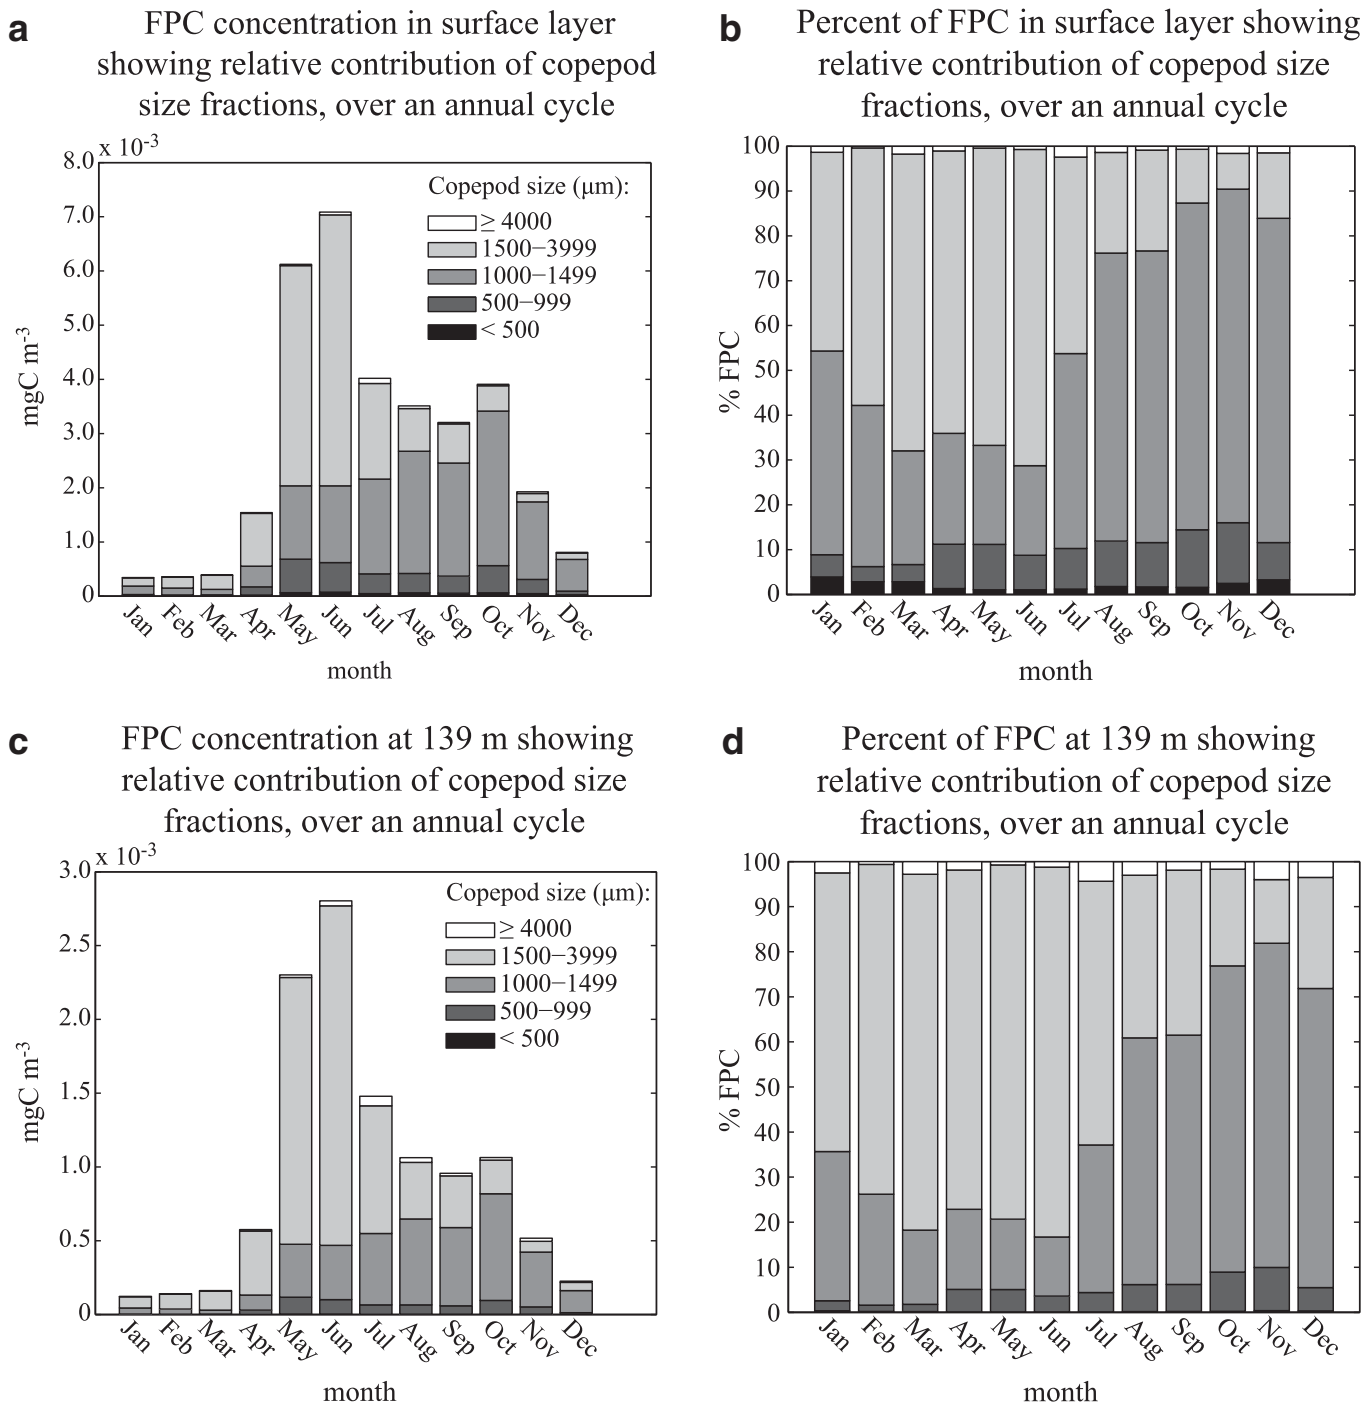 a
FPC concentration in surface layer
showing relative contribution of copepod
size fractions, over an annual cycle
x 10-3
8.0
7.0
6.0
5.0
4.0
3.0
2.0
1.0
0
mgC m-3
Copepod size (μm):
≥ 4000
1500−3999
1000−1499
500−999
< 500
Jan Feb Mar Apr May Jun Jul Aug Sep Oct Nov Dec
month
b
Percent of FPC in surface layer showing
relative contribution of copepod size
fractions, over an annual cycle
100
90
80
70
60
50
40
30
20
10
0
% FPC
Jan Feb Mar Apr May Jun Jul Aug Sep Oct Nov Dec
month
c
FPC concentration at 139 m showing
relative contribution of copepod size
fractions, over an annual cycle
x 10-3
3.0
2.5
2.0
1.5
1.0
0.5
0
mgC m-3
Copepod size (μm):
≥ 4000
1500−3999
1000−1499
500−999
< 500
Jan Feb Mar Apr May Jun Jul Aug Sep Oct Nov Dec
month
d
Percent of FPC at 139 m showing
relative contribution of copepod size
fractions, over an annual cycle
100
90
80
70
60
50
40
30
20
10
0
% FPC
Jan Feb Mar Apr May Jun Jul Aug Sep Oct Nov Dec
month